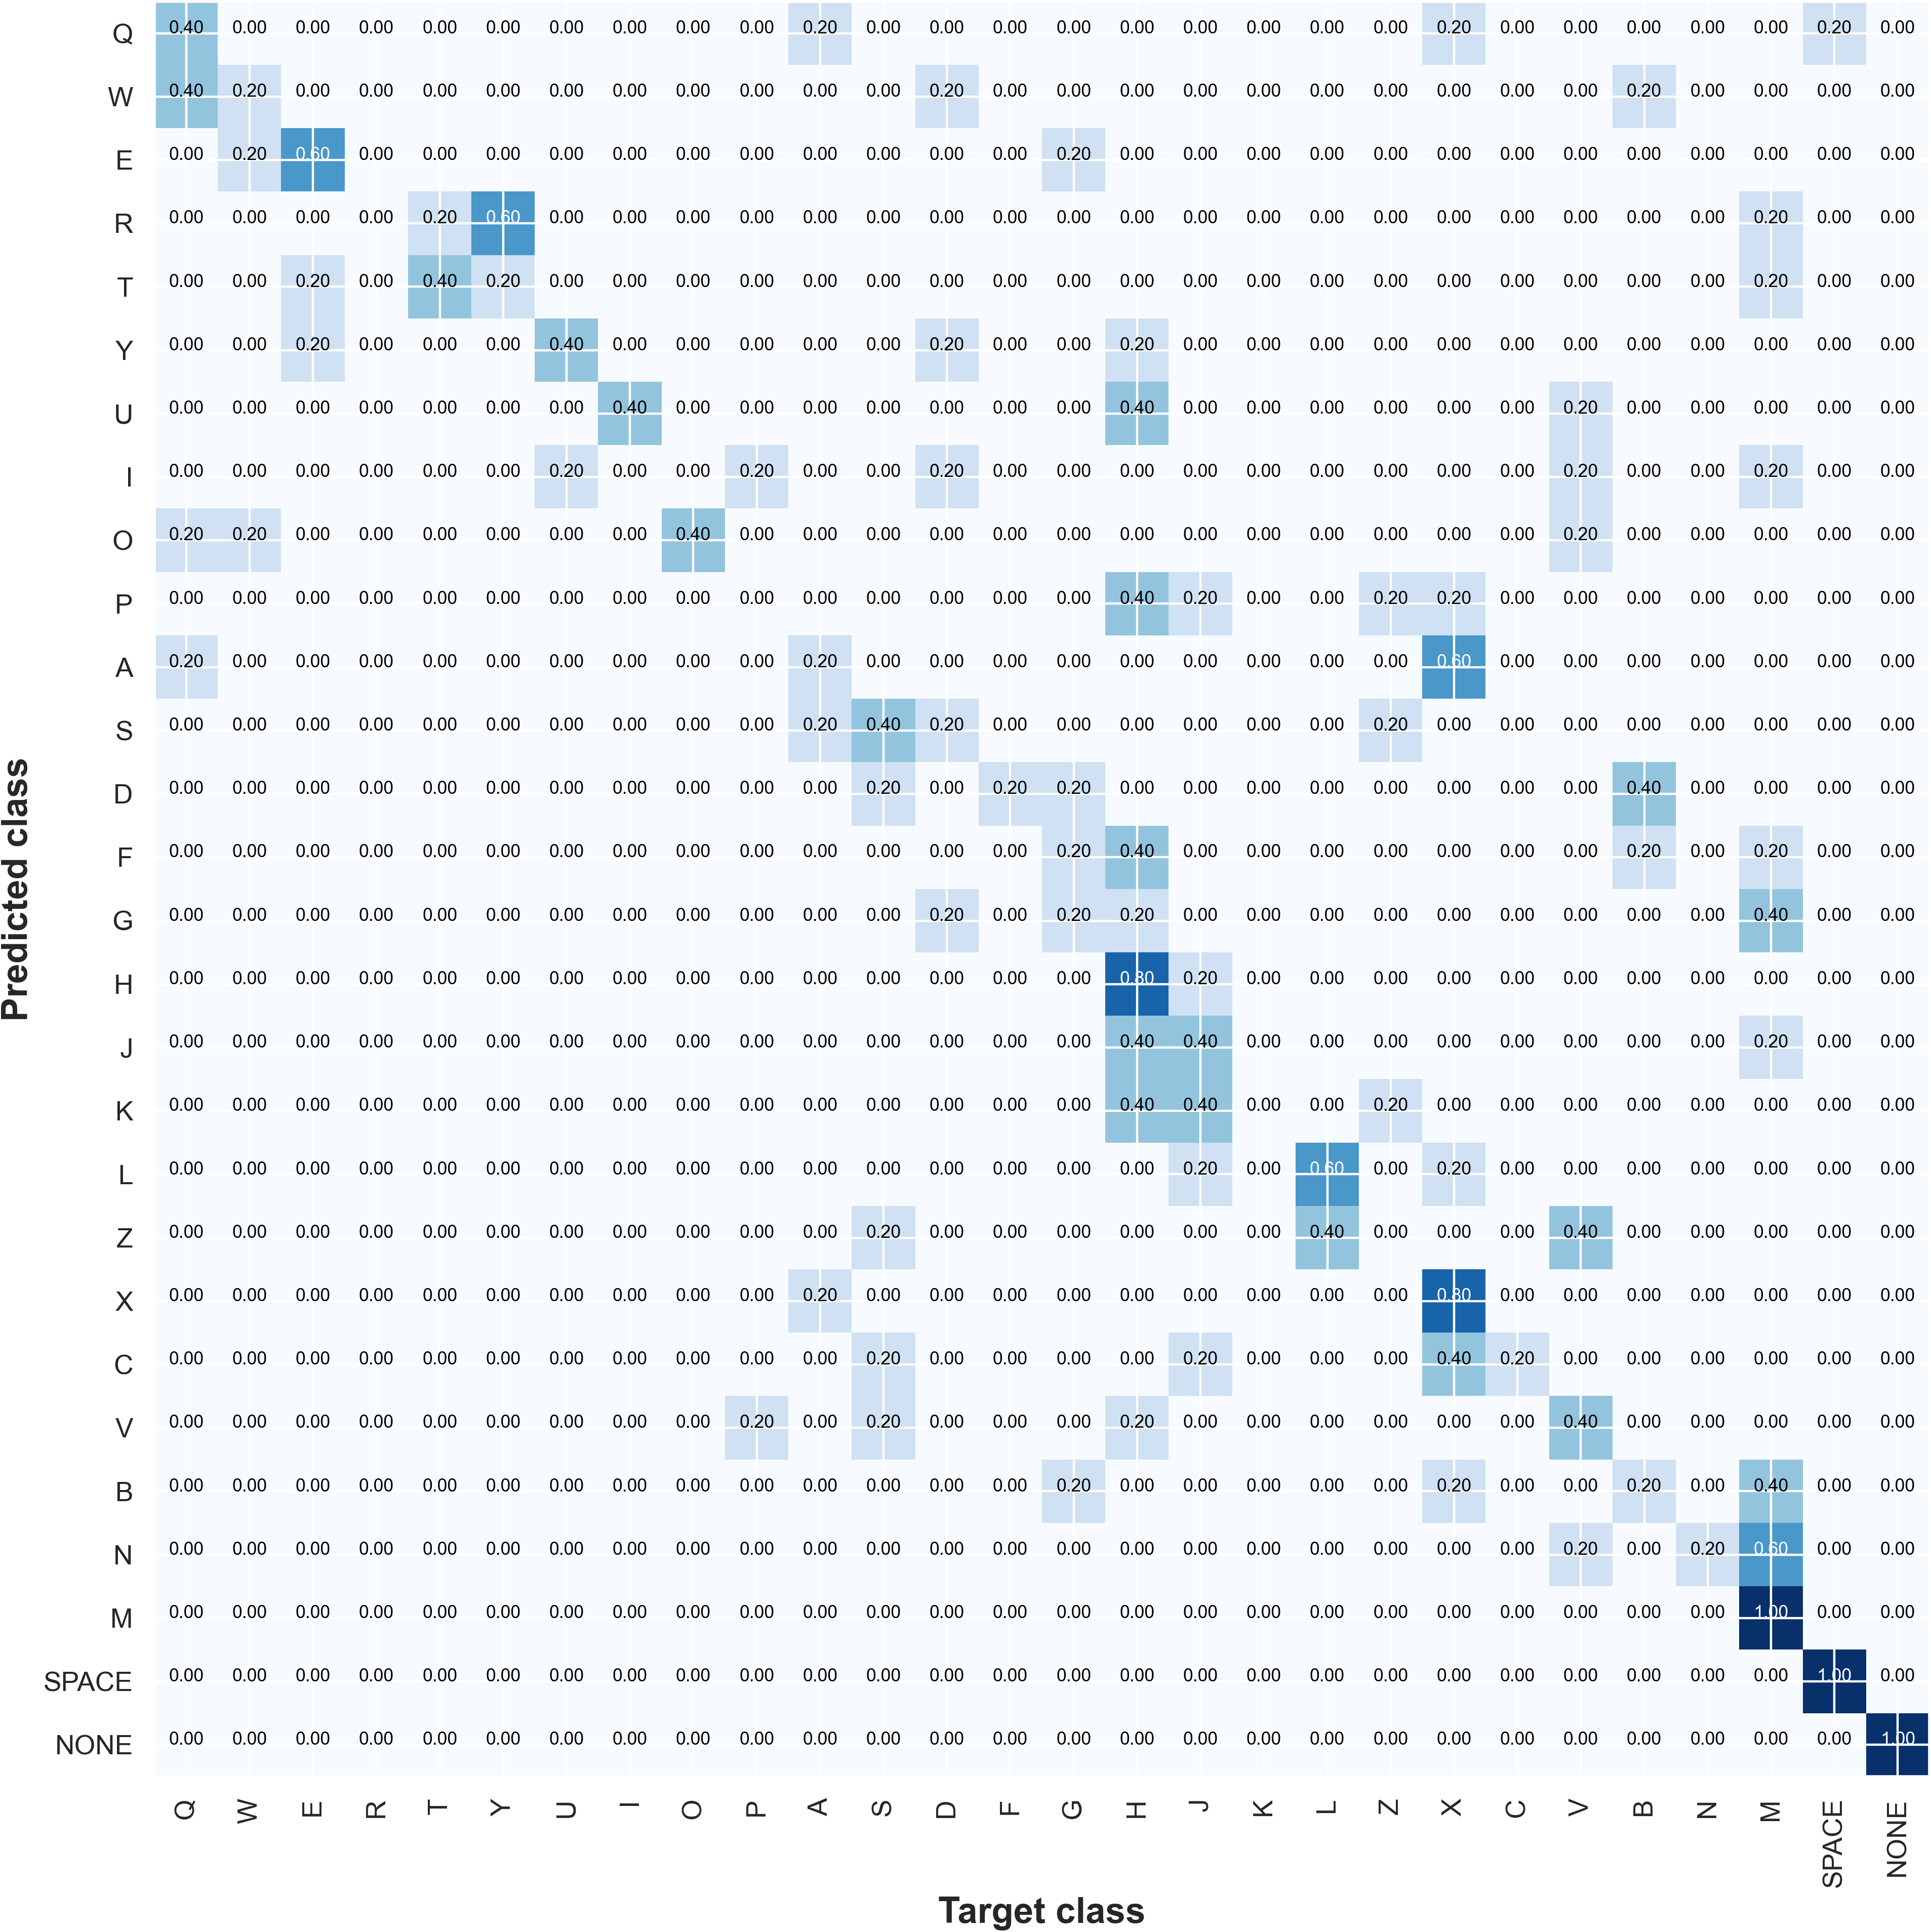 Q 0.40 0.00 0.00 0.00 0.00 0.00 0.00 0.00 0.00 0.00 0.20 0.00 0.00 0.00 0.00 0.00 0.00 0.00 0.00 0.00 0.20 0.00 0.00 0.00 0.00 0.00 0.20 0.00
W 0.40 0.20 0.00 0.00 0.00 0.00 0.00 0.00 0.00 0.00 0.00 0.00 0.20 0.00 0.00 0.00 0.00 0.00 0.00 0.00 0.00 0.00 0.00 0.20 0.00 0.00 0.00 0.00
E 0.00 0.20 0.60 0.00 0.00 0.00 0.00 0.00 0.00 0.00 0.00 0.00 0.00 0.00 0.20 0.00 0.00 0.00 0.00 0.00 0.00 0.00 0.00 0.00 0.00 0.00 0.00 0.00
R 0.00 0.00 0.00 0.00 0.20 0.60 0.00 0.00 0.00 0.00 0.00 0.00 0.00 0.00 0.00 0.00 0.00 0.00 0.00 0.00 0.00 0.00 0.00 0.00 0.00 0.20 0.00 0.00
T 0.00 0.00 0.20 0.00 0.40 0.20 0.00 0.00 0.00 0.00 0.00 0.00 0.00 0.00 0.00 0.00 0.00 0.00 0.00 0.00 0.00 0.00 0.00 0.00 0.00 0.20 0.00 0.00
Y 0.00 0.00 0.20 0.00 0.00 0.00 0.40 0.00 0.00 0.00 0.00 0.00 0.20 0.00 0.00 0.20 0.00 0.00 0.00 0.00 0.00 0.00 0.00 0.00 0.00 0.00 0.00 0.00
U 0.00 0.00 0.00 0.00 0.00 0.00 0.00 0.40 0.00 0.00 0.00 0.00 0.00 0.00 0.00 0.40 0.00 0.00 0.00 0.00 0.00 0.00 0.20 0.00 0.00 0.00 0.00 0.00
I 0.00 0.00 0.00 0.00 0.00 0.00 0.20 0.00 0.00 0.20 0.00 0.00 0.20 0.00 0.00 0.00 0.00 0.00 0.00 0.00 0.00 0.00 0.20 0.00 0.00 0.20 0.00 0.00
O 0.20 0.20 0.00 0.00 0.00 0.00 0.00 0.00 0.40 0.00 0.00 0.00 0.00 0.00 0.00 0.00 0.00 0.00 0.00 0.00 0.00 0.00 0.20 0.00 0.00 0.00 0.00 0.00
P 0.00 0.00 0.00 0.00 0.00 0.00 0.00 0.00 0.00 0.00 0.00 0.00 0.00 0.00 0.00 0.40 0.20 0.00 0.00 0.20 0.20 0.00 0.00 0.00 0.00 0.00 0.00 0.00
A 0.20 0.00 0.00 0.00 0.00 0.00 0.00 0.00 0.00 0.00 0.20 0.00 0.00 0.00 0.00 0.00 0.00 0.00 0.00 0.00 0.60 0.00 0.00 0.00 0.00 0.00 0.00 0.00
S 0.00 0.00 0.00 0.00 0.00 0.00 0.00 0.00 0.00 0.00 0.20 0.40 0.20 0.00 0.00 0.00 0.00 0.00 0.00 0.20 0.00 0.00 0.00 0.00 0.00 0.00 0.00 0.00
D 0.00 0.00 0.00 0.00 0.00 0.00 0.00 0.00 0.00 0.00 0.00 0.20 0.00 0.20 0.20 0.00 0.00 0.00 0.00 0.00 0.00 0.00 0.00 0.40 0.00 0.00 0.00 0.00
F 0.00 0.00 0.00 0.00 0.00 0.00 0.00 0.00 0.00 0.00 0.00 0.00 0.00 0.00 0.20 0.40 0.00 0.00 0.00 0.00 0.00 0.00 0.00 0.20 0.00 0.20 0.00 0.00
G 0.00 0.00 0.00 0.00 0.00 0.00 0.00 0.00 0.00 0.00 0.00 0.00 0.20 0.00 0.20 0.20 0.00 0.00 0.00 0.00 0.00 0.00 0.00 0.00 0.00 0.40 0.00 0.00
H 0.00 0.00 0.00 0.00 0.00 0.00 0.00 0.00 0.00 0.00 0.00 0.00 0.00 0.00 0.00 0.80 0.20 0.00 0.00 0.00 0.00 0.00 0.00 0.00 0.00 0.00 0.00 0.00
J 0.00 0.00 0.00 0.00 0.00 0.00 0.00 0.00 0.00 0.00 0.00 0.00 0.00 0.00 0.00 0.40 0.40 0.00 0.00 0.00 0.00 0.00 0.00 0.00 0.00 0.20 0.00 0.00
K 0.00 0.00 0.00 0.00 0.00 0.00 0.00 0.00 0.00 0.00 0.00 0.00 0.00 0.00 0.00 0.40 0.40 0.00 0.00 0.20 0.00 0.00 0.00 0.00 0.00 0.00 0.00 0.00
L 0.00 0.00 0.00 0.00 0.00 0.00 0.00 0.00 0.00 0.00 0.00 0.00 0.00 0.00 0.00 0.00 0.20 0.00 0.60 0.00 0.20 0.00 0.00 0.00 0.00 0.00 0.00 0.00
Z 0.00 0.00 0.00 0.00 0.00 0.00 0.00 0.00 0.00 0.00 0.00 0.20 0.00 0.00 0.00 0.00 0.00 0.00 0.40 0.00 0.00 0.00 0.40 0.00 0.00 0.00 0.00 0.00
X 0.00 0.00 0.00 0.00 0.00 0.00 0.00 0.00 0.00 0.00 0.20 0.00 0.00 0.00 0.00 0.00 0.00 0.00 0.00 0.00 0.80 0.00 0.00 0.00 0.00 0.00 0.00 0.00
C 0.00 0.00 0.00 0.00 0.00 0.00 0.00 0.00 0.00 0.00 0.00 0.20 0.00 0.00 0.00 0.00 0.20 0.00 0.00 0.00 0.40 0.20 0.00 0.00 0.00 0.00 0.00 0.00
V 0.00 0.00 0.00 0.00 0.00 0.00 0.00 0.00 0.00 0.20 0.00 0.20 0.00 0.00 0.00 0.20 0.00 0.00 0.00 0.00 0.00 0.00 0.40 0.00 0.00 0.00 0.00 0.00
B 0.00 0.00 0.00 0.00 0.00 0.00 0.00 0.00 0.00 0.00 0.00 0.00 0.00 0.00 0.20 0.00 0.00 0.00 0.00 0.00 0.20 0.00 0.00 0.20 0.00 0.40 0.00 0.00
N 0.00 0.00 0.00 0.00 0.00 0.00 0.00 0.00 0.00 0.00 0.00 0.00 0.00 0.00 0.00 0.00 0.00 0.00 0.00 0.00 0.00 0.00 0.20 0.00 0.20 0.60 0.00 0.00
M 0.00 0.00 0.00 0.00 0.00 0.00 0.00 0.00 0.00 0.00 0.00 0.00 0.00 0.00 0.00 0.00 0.00 0.00 0.00 0.00 0.00 0.00 0.00 0.00 0.00 1.00 0.00 0.00
SPACE 0.00 0.00 0.00 0.00 0.00 0.00 0.00 0.00 0.00 0.00 0.00 0.00 0.00 0.00 0.00 0.00 0.00 0.00 0.00 0.00 0.00 0.00 0.00 0.00 0.00 0.00 1.00 0.00
NONE 0.00 0.00 0.00 0.00 0.00 0.00 0.00 0.00 0.00 0.00 0.00 0.00 0.00 0.00 0.00 0.00 0.00 0.00 0.00 0.00 0.00 0.00 0.00 0.00 0.00 0.00 0.00 1.00
Q W E R T Y U I O P A S D F G H J K L Z X C V B N M SPACE NONE
Predicted class
Target class